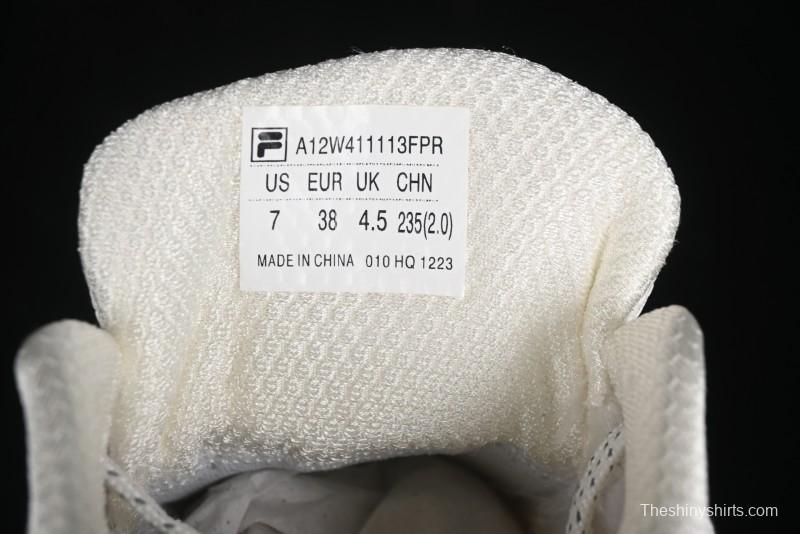 F A12W411113FPR
US EUR UK CHN
7 38 4.5 235(2.0)
MADE IN CHINA 010 HQ 1223
Theshinyshirts.com